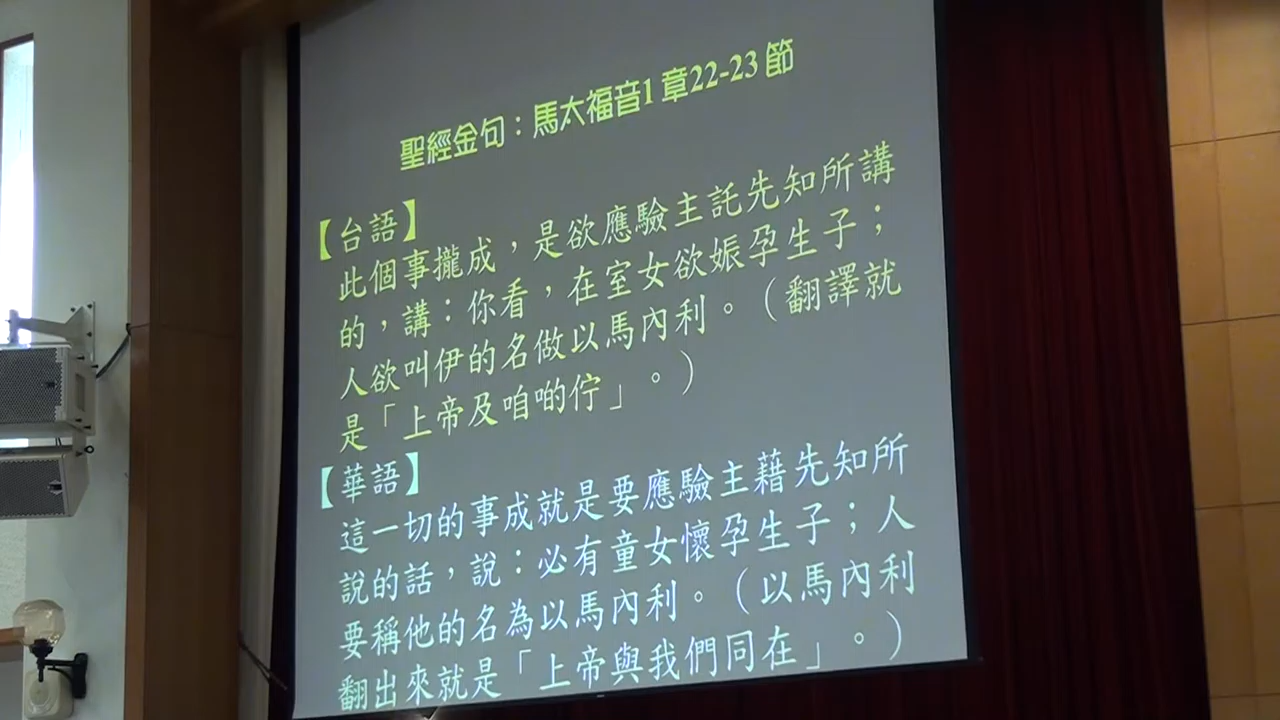 聖經金句：馬太福音1 章22-23 節
【台語】
此個事攏成，是欲應驗主託先知所講
的，講：你看，在室女欲娠孕生子；
人欲叫伊的名做以馬內利。（翻譯就
是「上帝及咱啲佇」。）
【華語】
這一切的事成就是要應驗主藉先知所
說的話，說：必有童女懷孕生子；人
要稱他的名為以馬內利。（以馬內利
翻出來就是「上帝與我們同在」。）